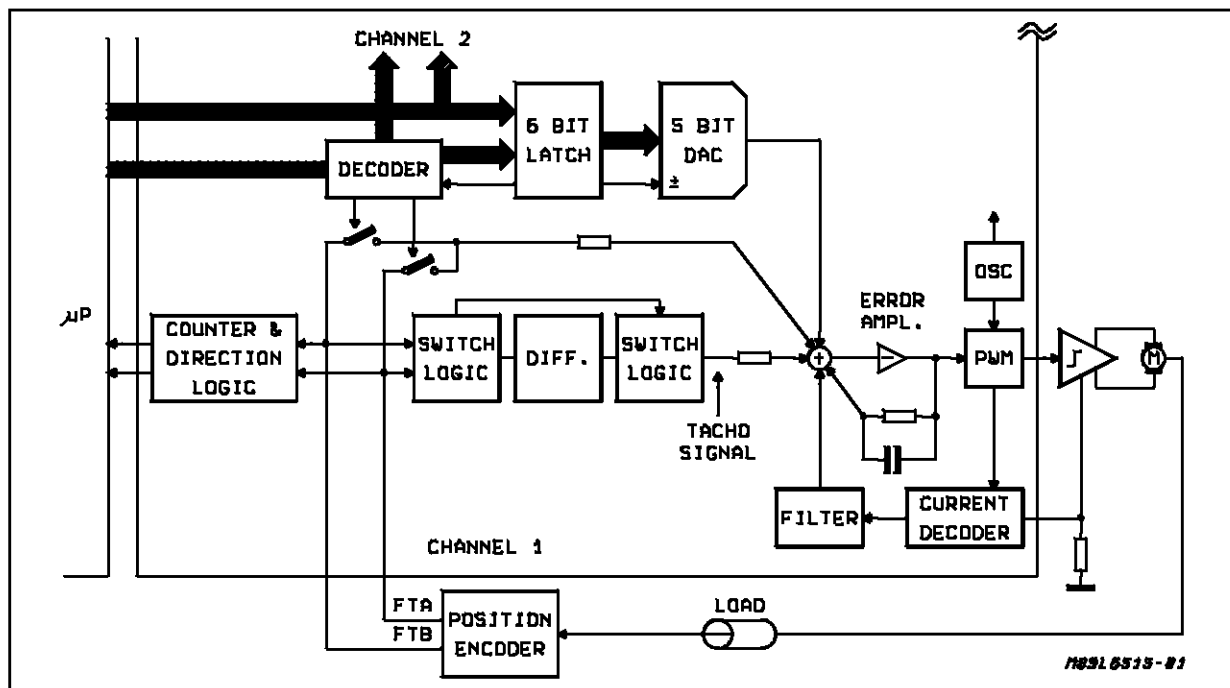 CHANNEL 2
6 BIT
LATCH
5 BIT
DAC
±
DECODER
OSC
μP
COUNTER &
DIRECTION
LOGIC
SWITCH
LOGIC
DIFF.
SWITCH
LOGIC
+
ERROR
AMPL.
−
PWM
M
TACHO
SIGNAL
FILTER
CURRENT
DECODER
CHANNEL 1
FTA
FTB
POSITION
ENCODER
LOAD
M89L6515-01